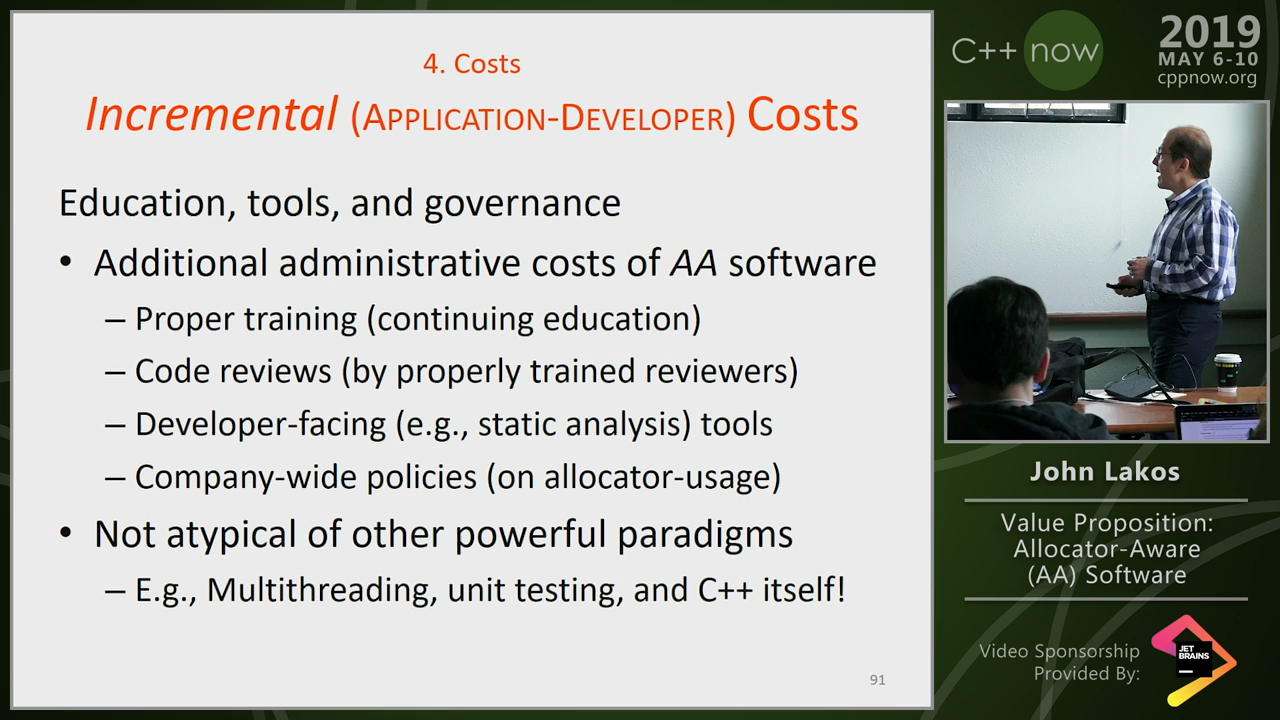 4. Costs
Incremental (APPLICATION-DEVELOPER) Costs
Education, tools, and governance
• Additional administrative costs of AA software
– Proper training (continuing education)
– Code reviews (by properly trained reviewers)
– Developer-facing (e.g., static analysis) tools
– Company-wide policies (on allocator-usage)
• Not atypical of other powerful paradigms
– E.g., Multithreading, unit testing, and C++ itself!
91
C++ now
2019
MAY 6-10
cppnow.org
John Lakos
Value Proposition:
Allocator-Aware
(AA) Software
Video Sponsorship
Provided By:
JET
BRAINS